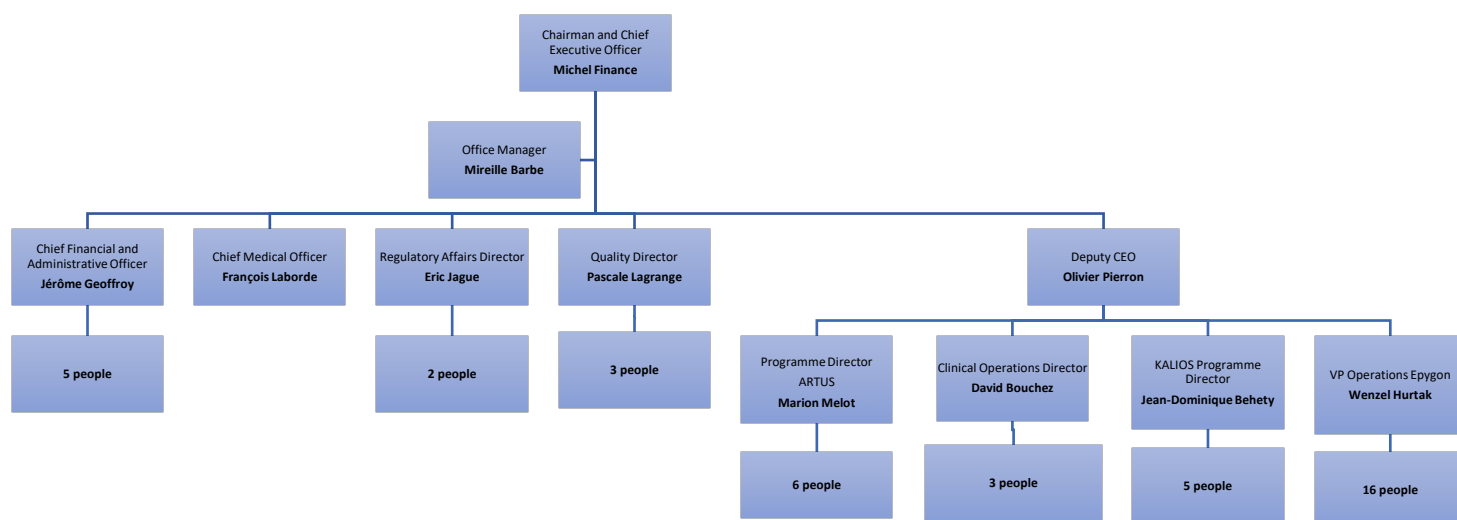 Chairman and Chief
Executive Officer
Michel Finance
Office Manager
Mireille Barbe
Chief Financial and
Administrative Officer
Jérôme Geoffroy
Chief Medical Officer
François Laborde
Regulatory Affairs Director
Eric Jague
Quality Director
Pascale Lagrange
Deputy CEO
Olivier Pierron
5 people
2 people
3 people
Programme Director
ARTUS
Marion Melot
Clinical Operations Director
David Bouchez
KALIOS Programme
Director
Jean-Dominique Behety
VP Operations Epygon
Wenzel Hurtak
6 people
3 people
5 people
16 people